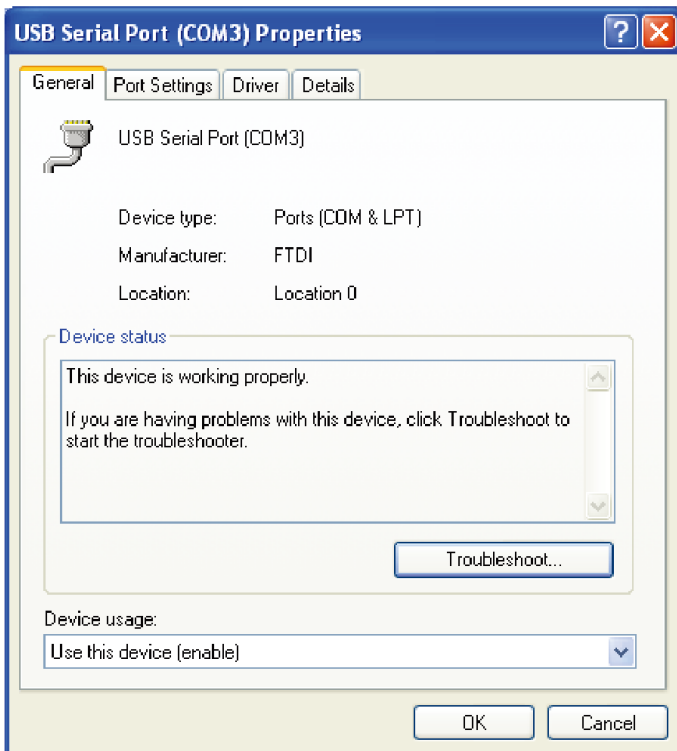 USB Serial Port (COM3) Properties
?
General Port Settings Driver Details
USB Serial Port (COM3)
Device type: Ports (COM & LPT)
Manufacturer: FTDI
Location: Location 0
Device status
This device is working properly.
If you are having problems with this device, click Troubleshoot to
start the troubleshooter.
Troubleshoot...
Device usage:
Use this device (enable)
OK Cancel